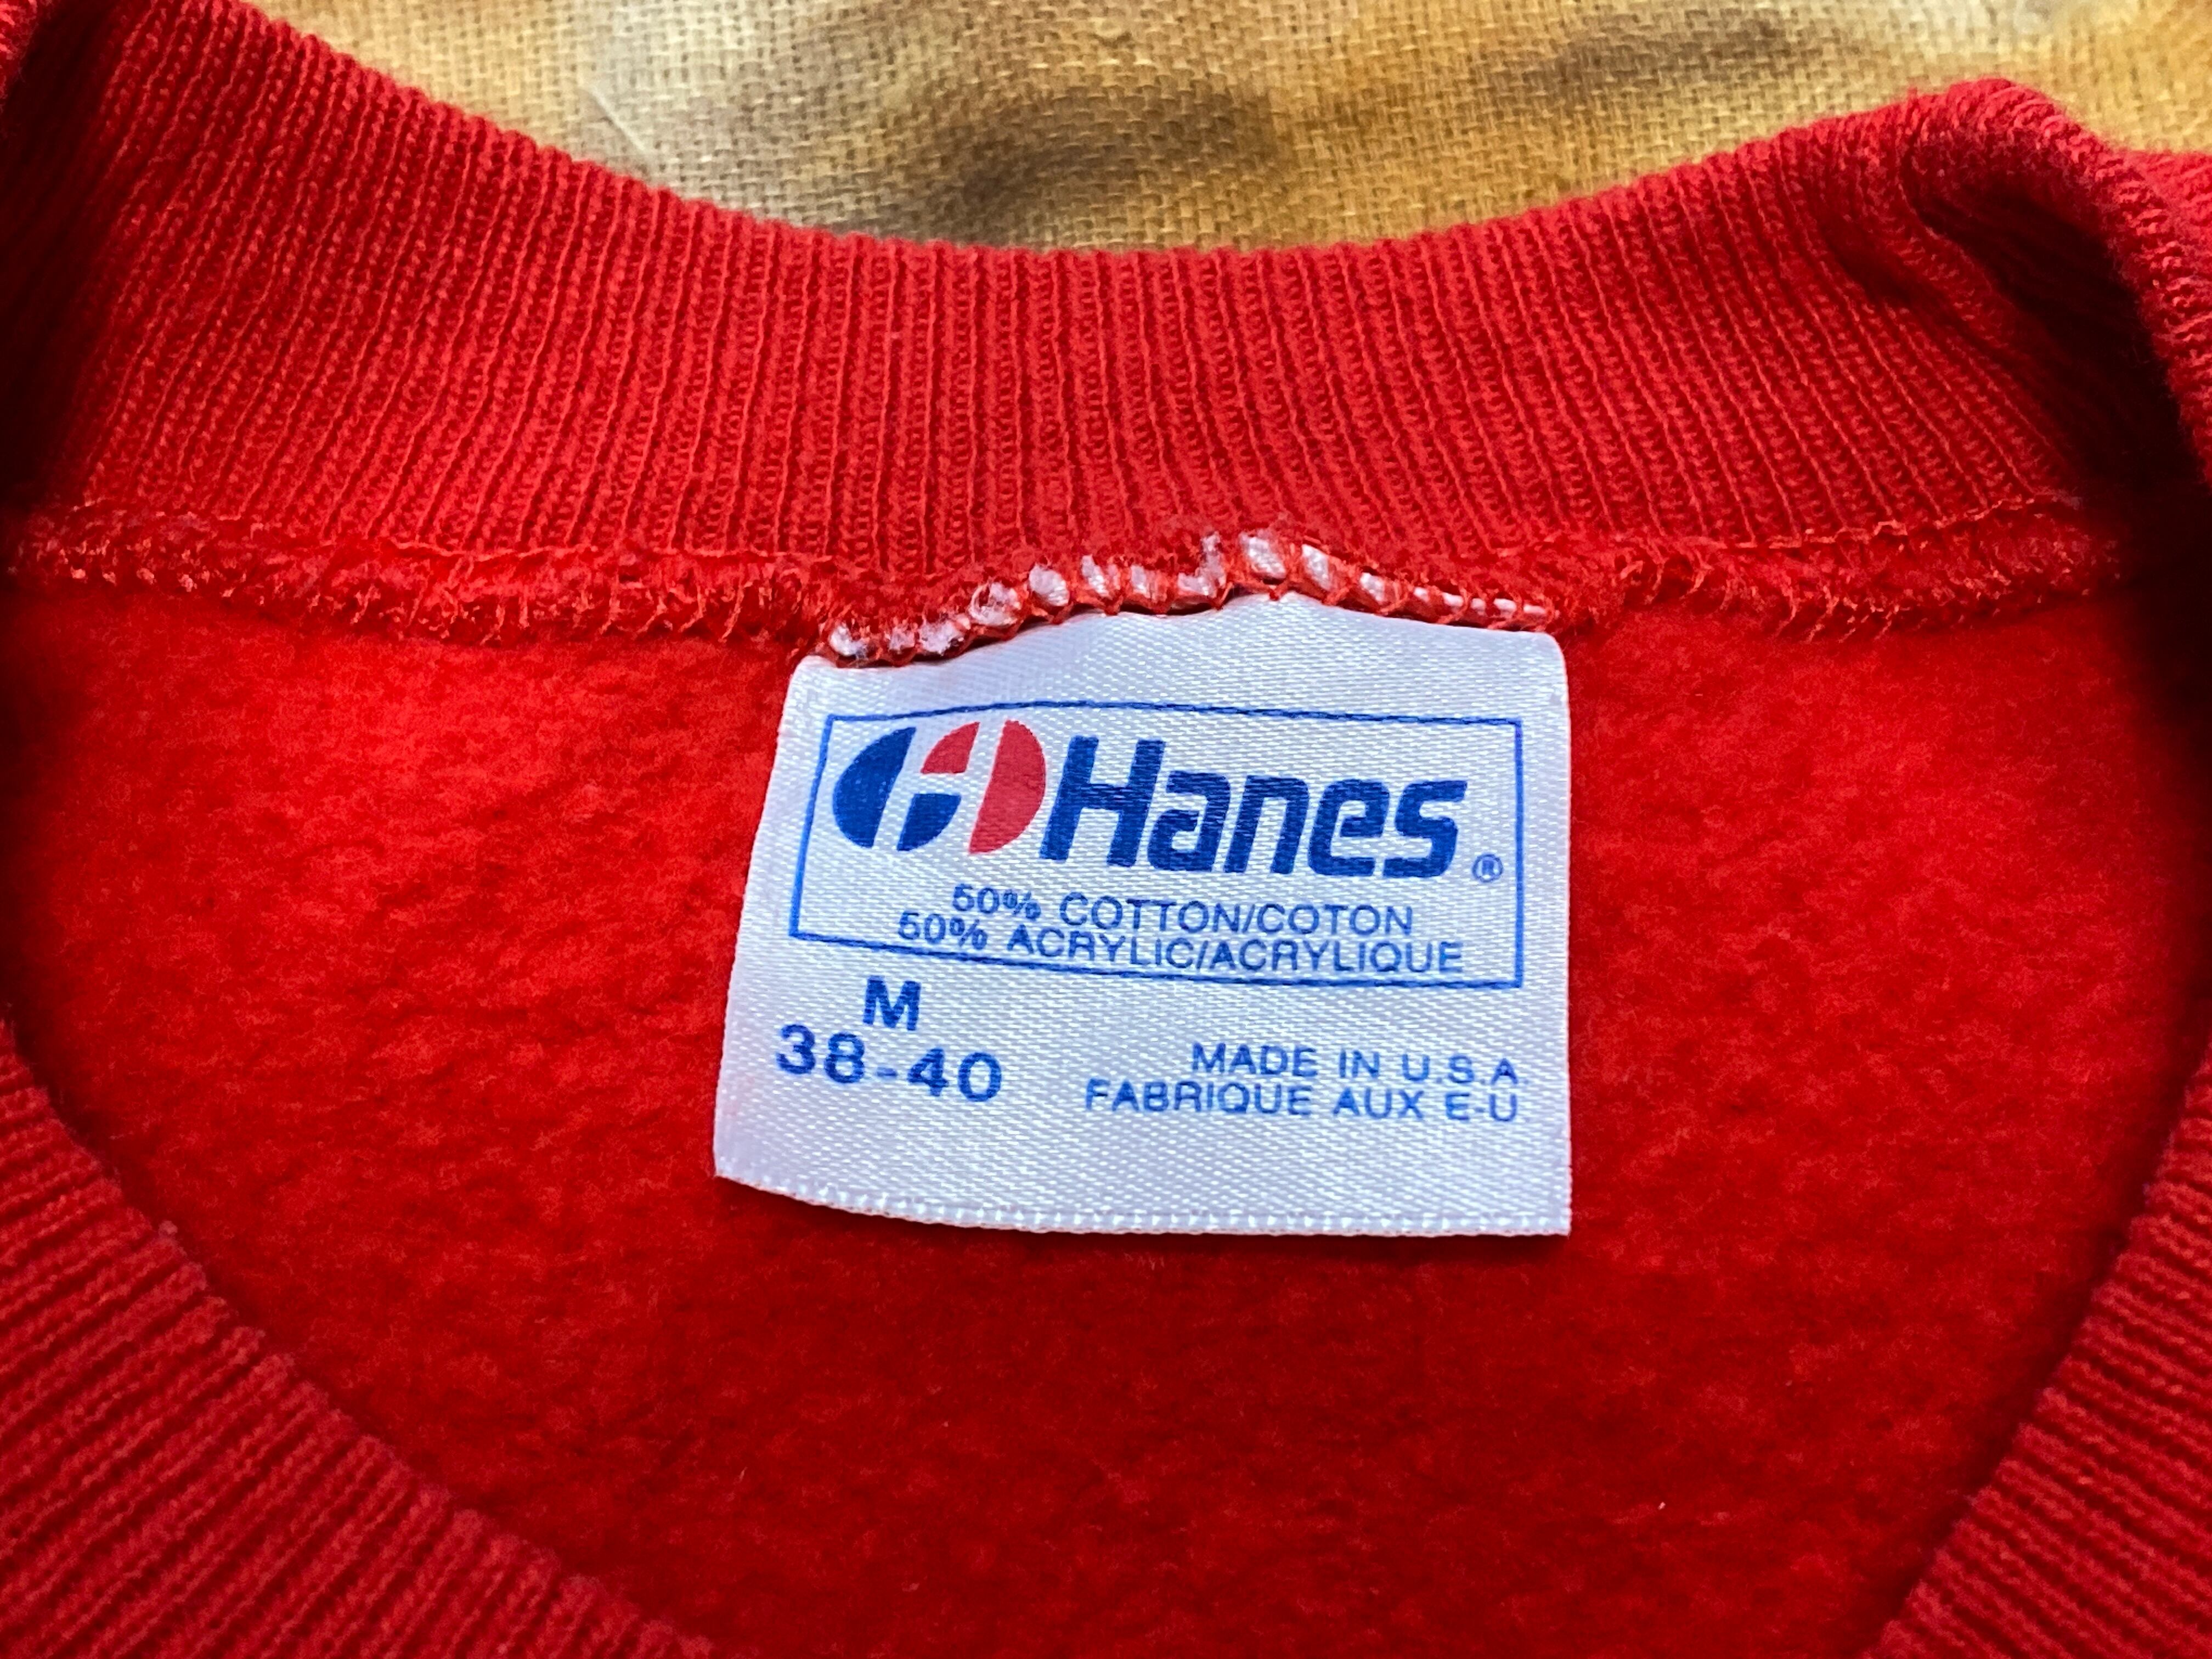 Hanes®
50% COTTON/COTON
50% ACRYLIC/ACRYLIQUE
M
38-40
MADE IN U.S.A.
FABRIQUE AUX E-U.